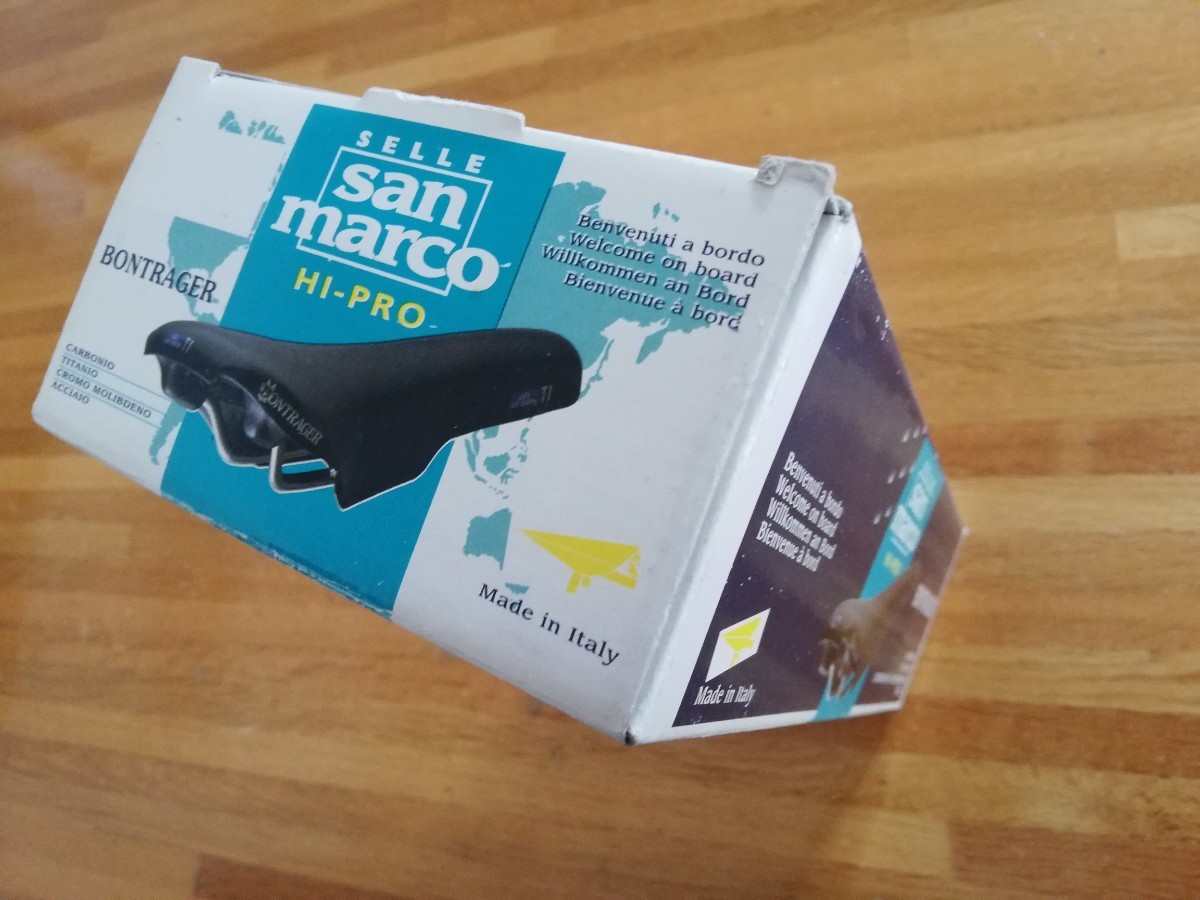 SELLE
san
marco
HI-PRO
BONTRAGER
Benvenuti a bordo
Welcome on board
Willkommen an Bord
Bienvenue à bord
CARBONIO
TITANIO
CROMO MOLIBDENO
ACCIAIO
TI
BONTRAGER
TI
Made in Italy
Benvenuti a bordo
Welcome on board
Willkommen an Bord
Bienvenue à bord
Made in Italy